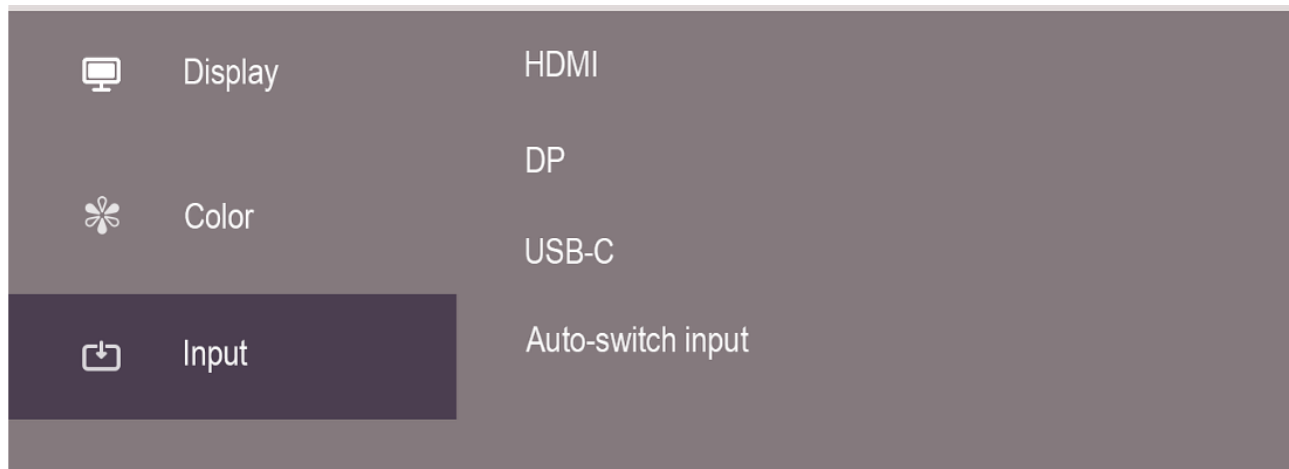 Display
Color
Input
HDMI
DP
USB-C
Auto-switch input